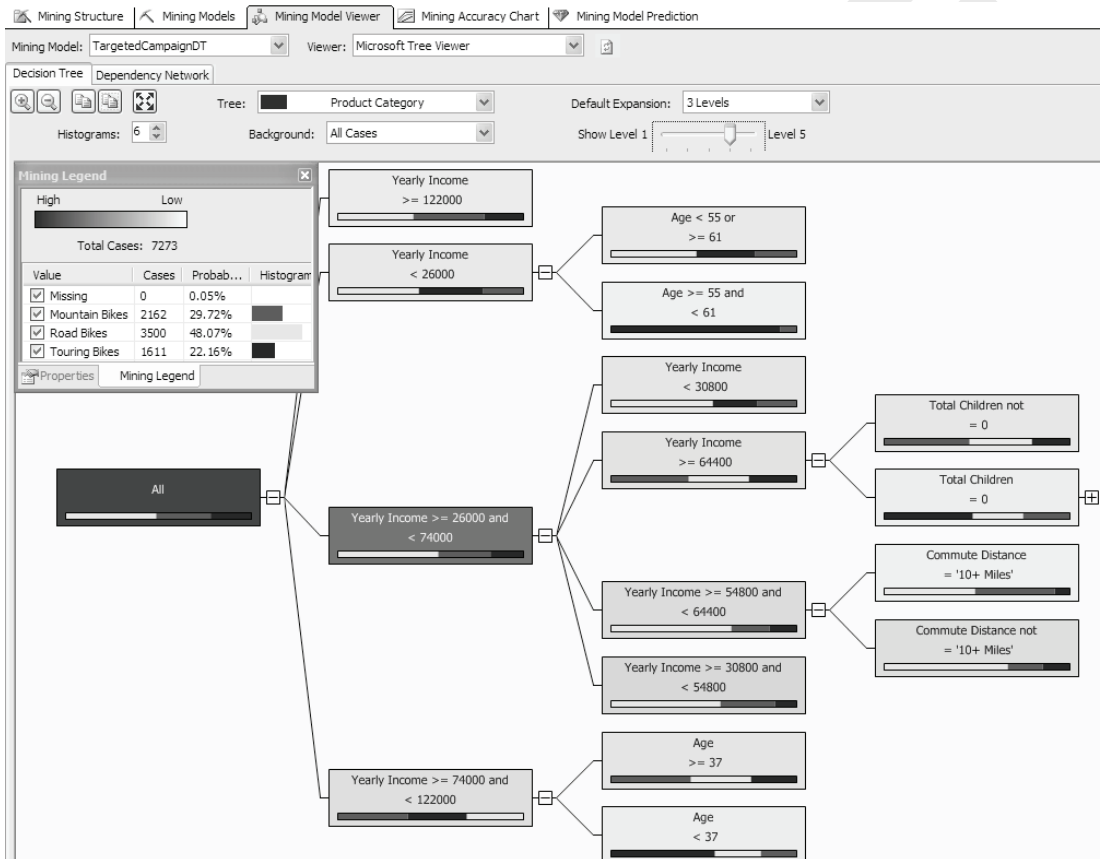 Mining Structure Mining Models Mining Model Viewer Mining Accuracy Chart Mining Model Prediction
Mining Model: TargetedCampaignDT Viewer: Microsoft Tree Viewer
Decision Tree Dependency Network
Tree: Product Category Default Expansion: 3 Levels
Histograms: 6 Background: All Cases Show Level 1 Level 5
Mining Legend
High Low
Total Cases: 7273
Value Cases Probab... Histogram
Missing 0 0.05%
Mountain Bikes 2162 29.72%
Road Bikes 3500 48.07%
Touring Bikes 1611 22.16%
Properties Mining Legend
All
Yearly Income
>= 122000
Yearly Income
< 26000
Yearly Income >= 26000 and
< 74000
Yearly Income >= 74000 and
< 122000
Age < 55 or
>= 61
Age >= 55 and
< 61
Yearly Income
< 30800
Yearly Income
>= 64400
Yearly Income >= 54800 and
< 64400
Yearly Income >= 30800 and
< 54800
Age
>= 37
Age
< 37
Total Children not
= 0
Total Children
= 0
Commute Distance
= '10+ Miles'
Commute Distance not
= '10+ Miles'